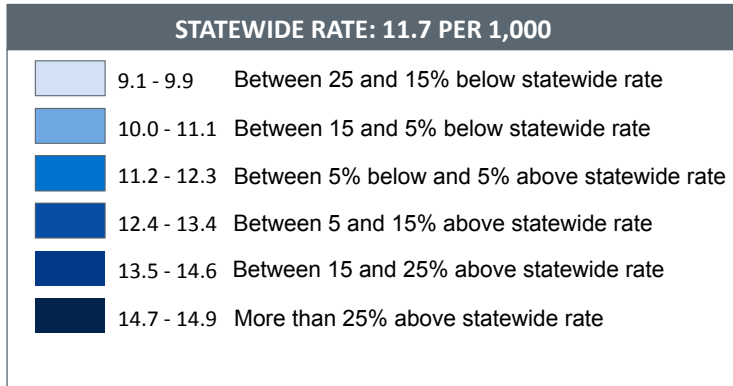 STATEWIDE RATE: 11.7 PER 1,000
9.1 - 9.9 Between 25 and 15% below statewide rate
10.0 - 11.1 Between 15 and 5% below statewide rate
11.2 - 12.3 Between 5% below and 5% above statewide rate
12.4 - 13.4 Between 5 and 15% above statewide rate
13.5 - 14.6 Between 15 and 25% above statewide rate
14.7 - 14.9 More than 25% above statewide rate